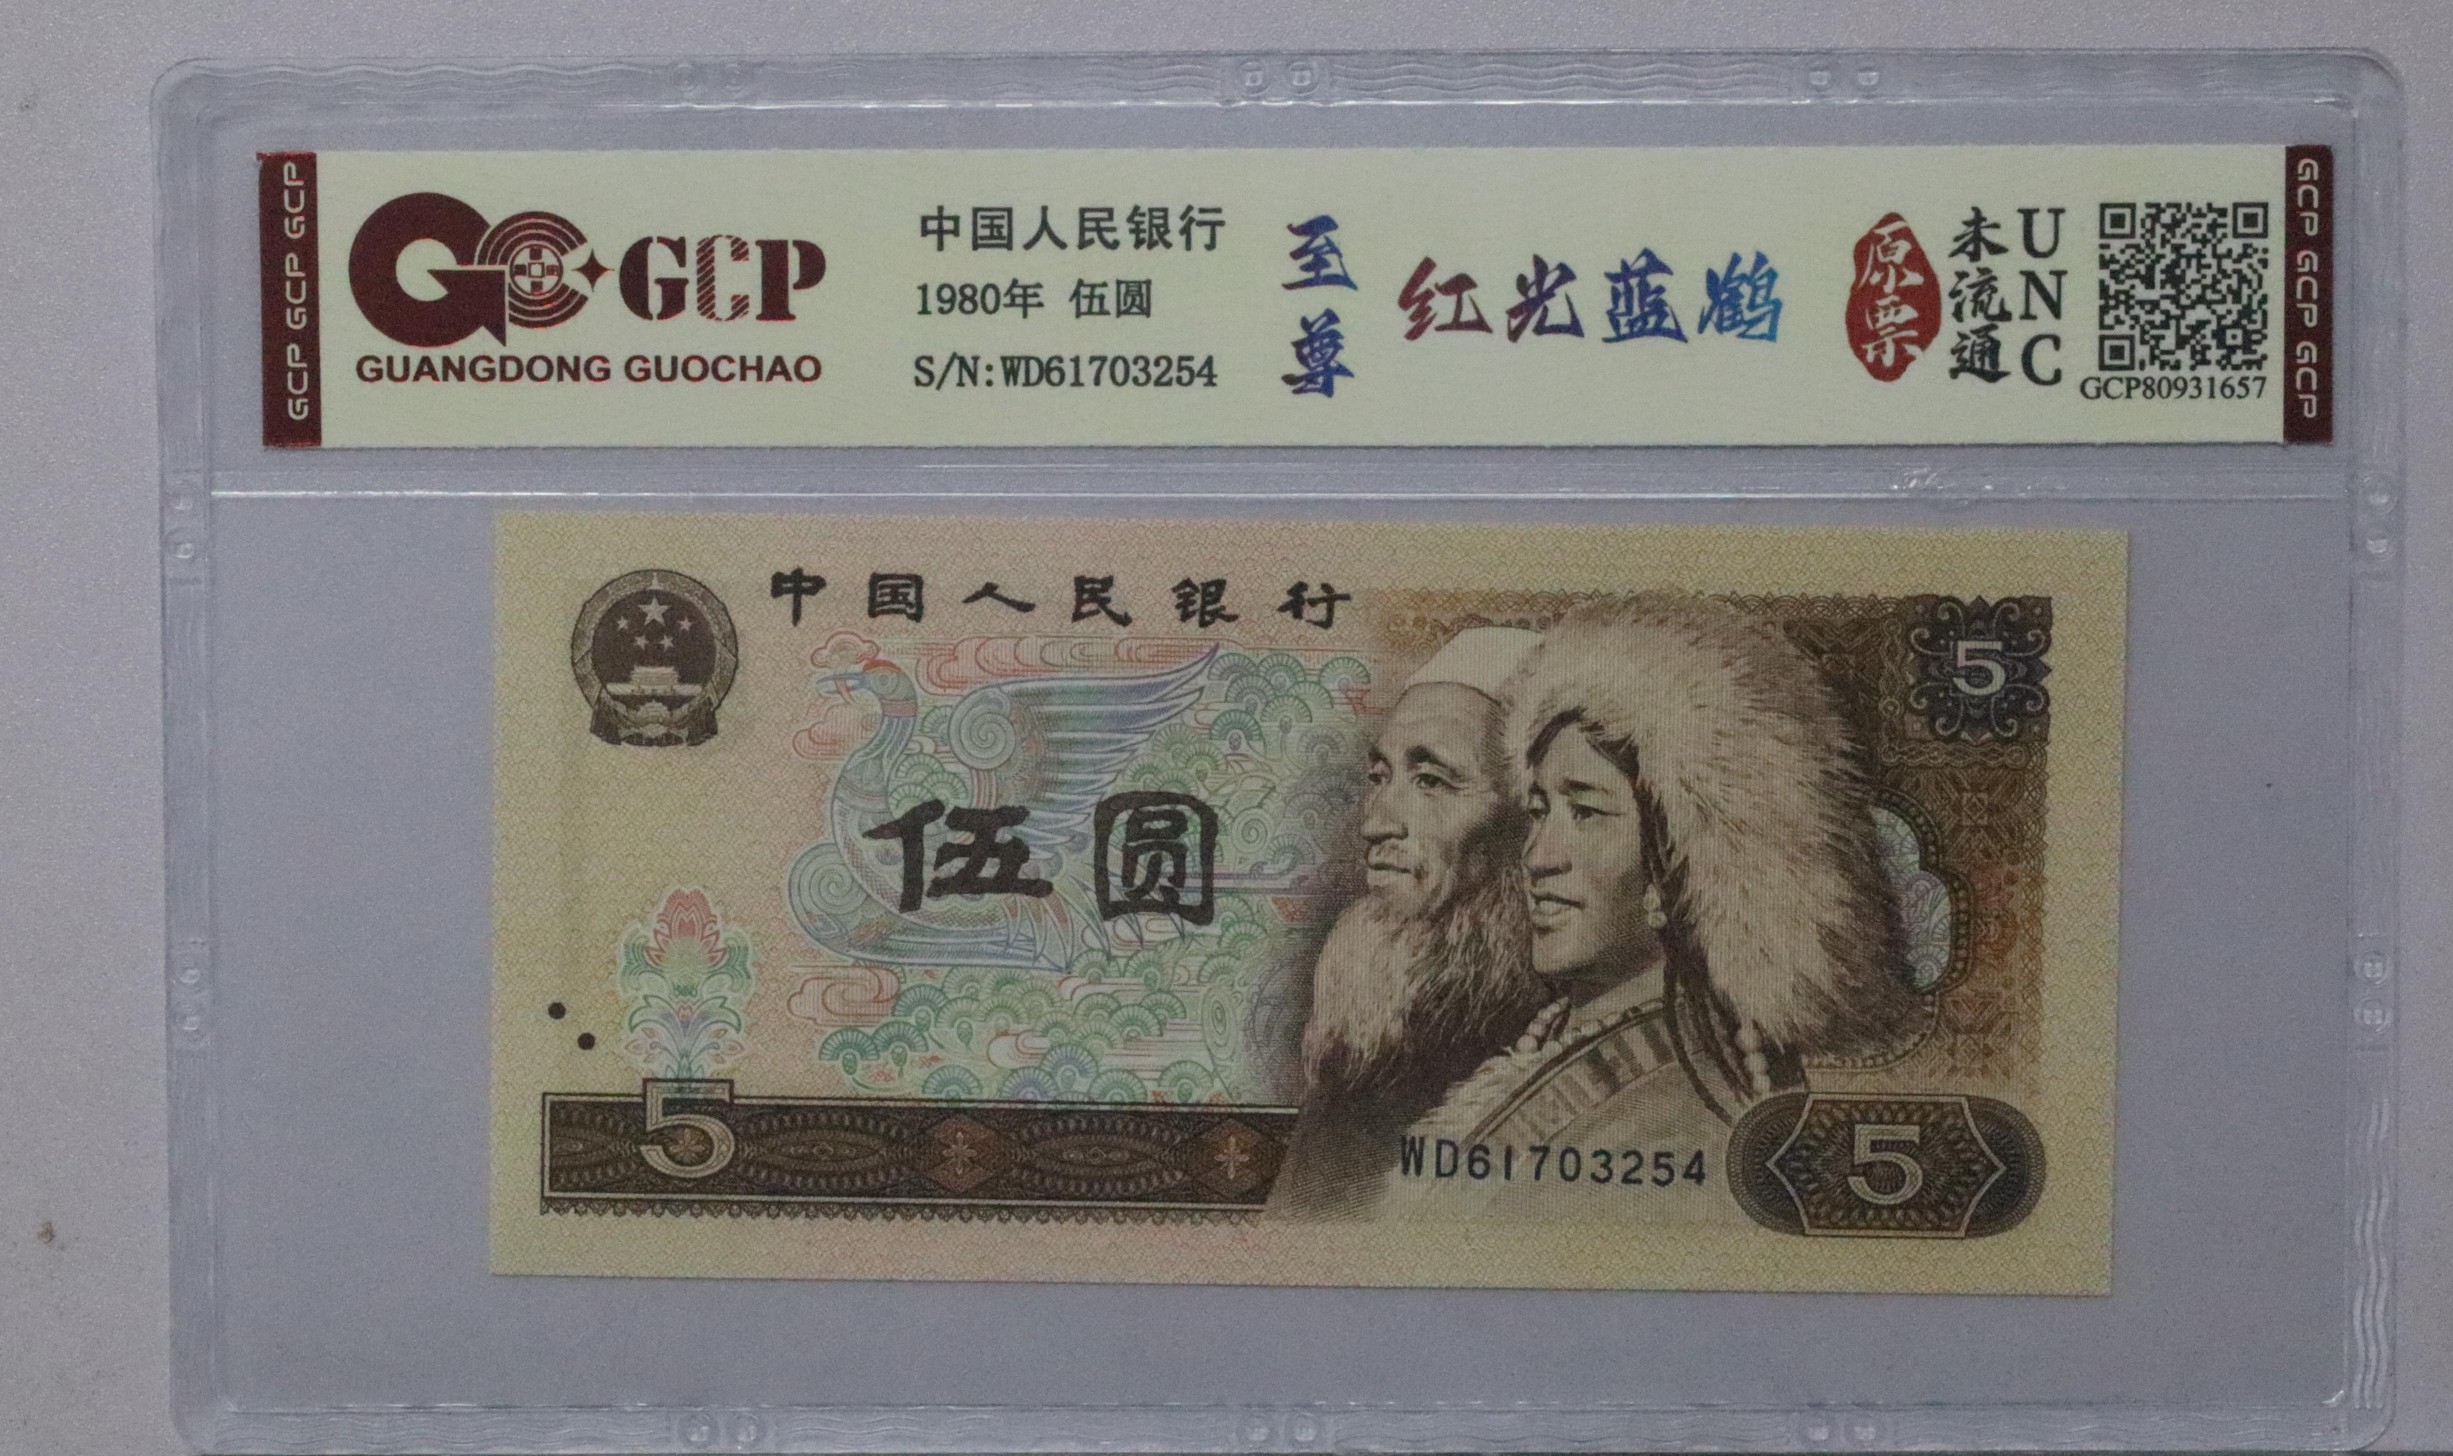 GCP GCP GCP
GCP
GUANGDONG GUOCHAO
中国人民银行
1980年 伍圆
S/N:WD61703254
至尊
红光蓝鹤
原票
未流通
UNC
GCP80931657
GCP GCP GCP
中国人民银行
5
伍圆
5
WD61703254
5